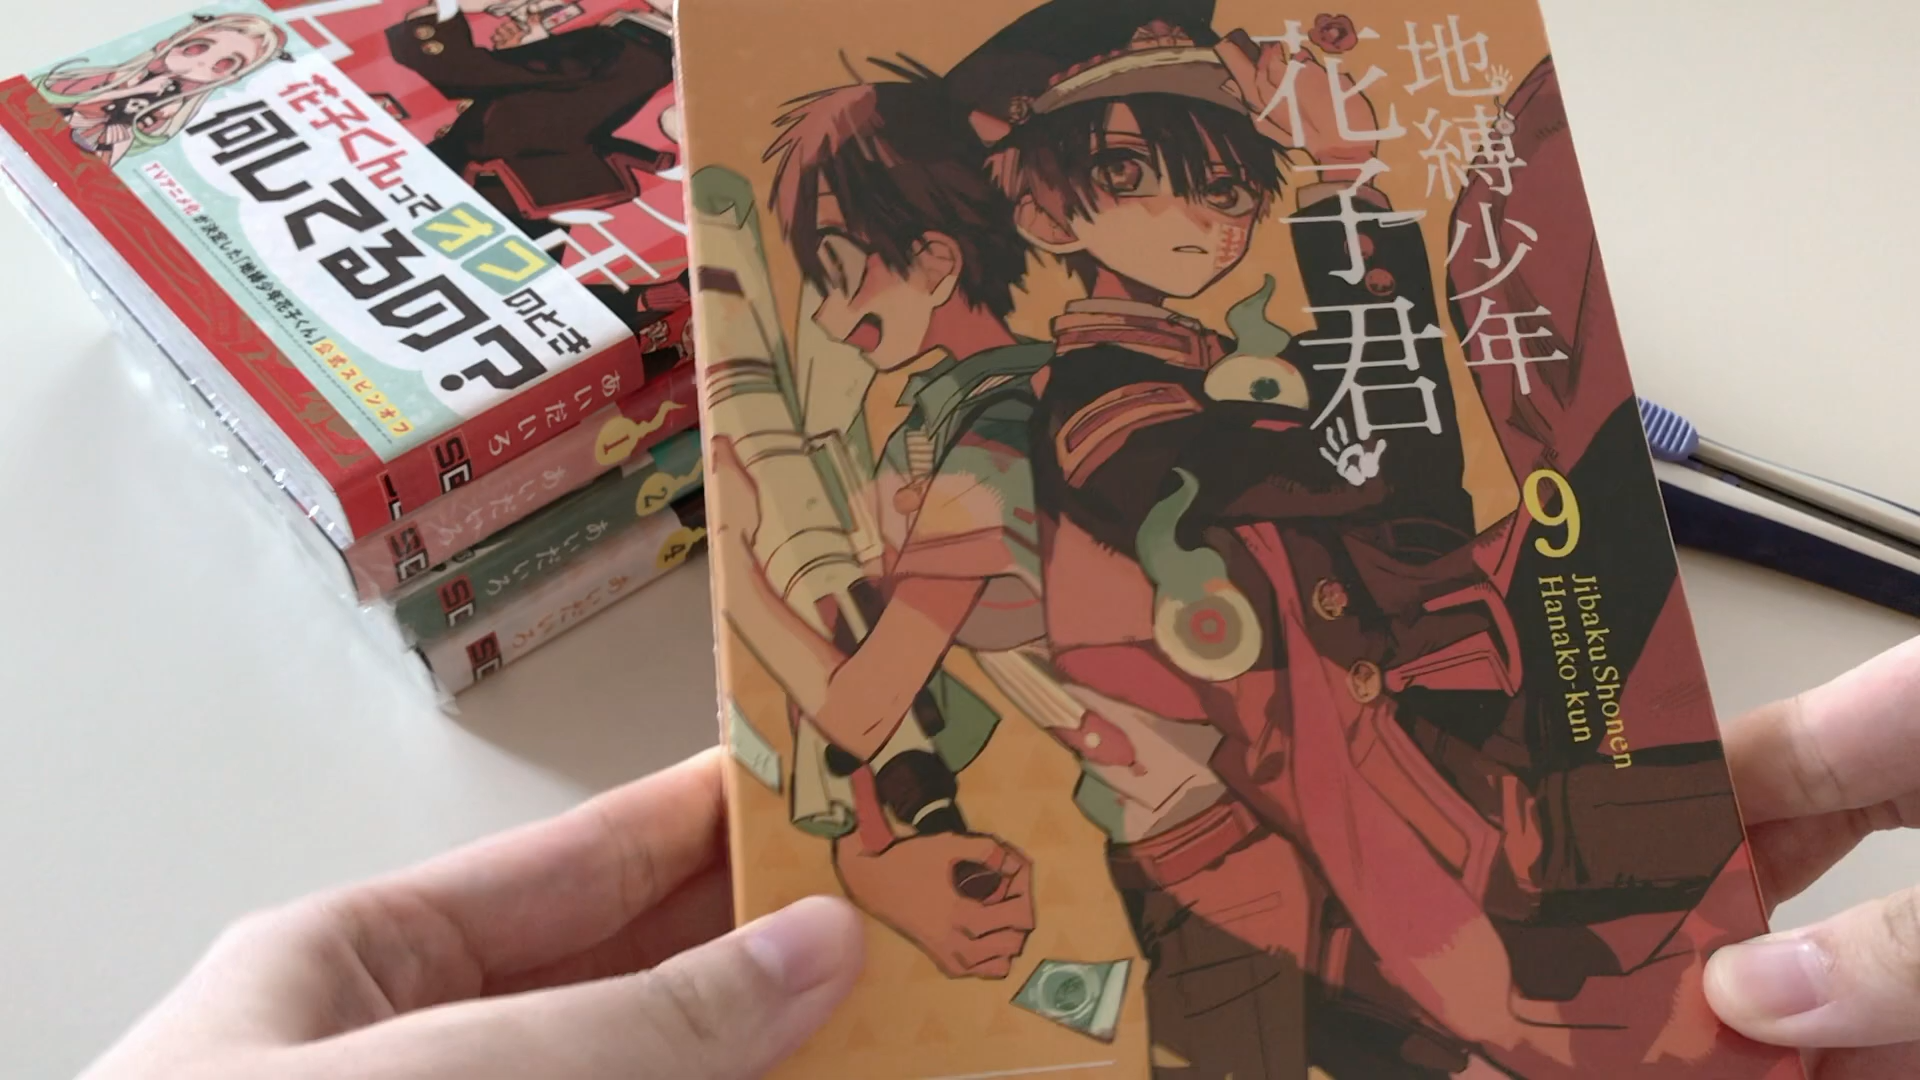 地縛少年
花子君
9
Jibaku Shonen
Hanako-kun
花子くんって
オフのとき
何してるの?
TVアニメ化が決定した「地縛少年花子くん」公式スピンオフ
あいだいろ
1
あいだいろ
2
あいだいろ
4
あいだいろ